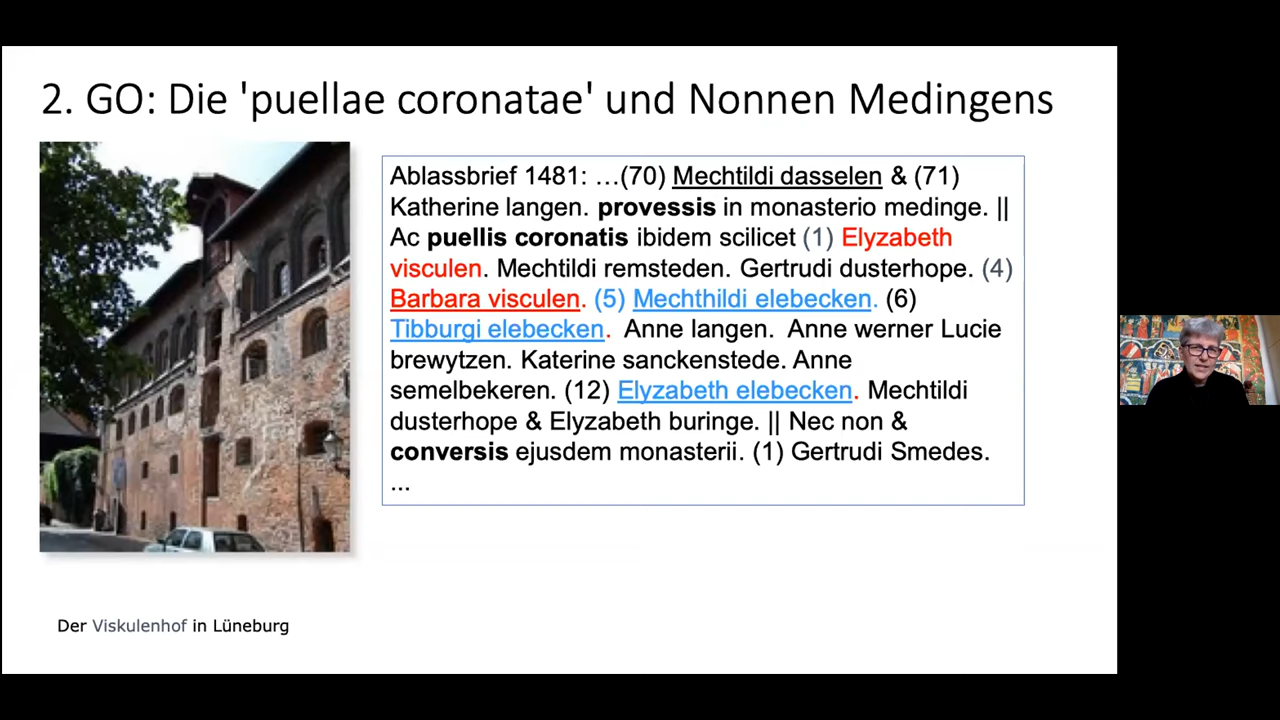 2. GO: Die 'puellae coronatae' und Nonnen Medingens
Ablassbrief 1481: …(70) Mechtildi dasselen & (71)
Katherine langen. provessis in monasterio medinge. ||
Ac puellis coronatis ibidem scilicet (1) Elyzabeth
visculen. Mechtildi remsteden. Gertrudi dusterhope. (4)
Barbara visculen. (5) Mechthildi elebecken. (6)
Tibburgi elebecken. Anne langen. Anne werner Lucie
brewytzen. Katerine sanckenstede. Anne
semelbekeren. (12) Elyzabeth elebecken. Mechtildi
dusterhope & Elyzabeth buringe. || Nec non &
conversis ejusdem monasterii. (1) Gertrudi Smedes.
...
Der Viskulenhof in Lüneburg